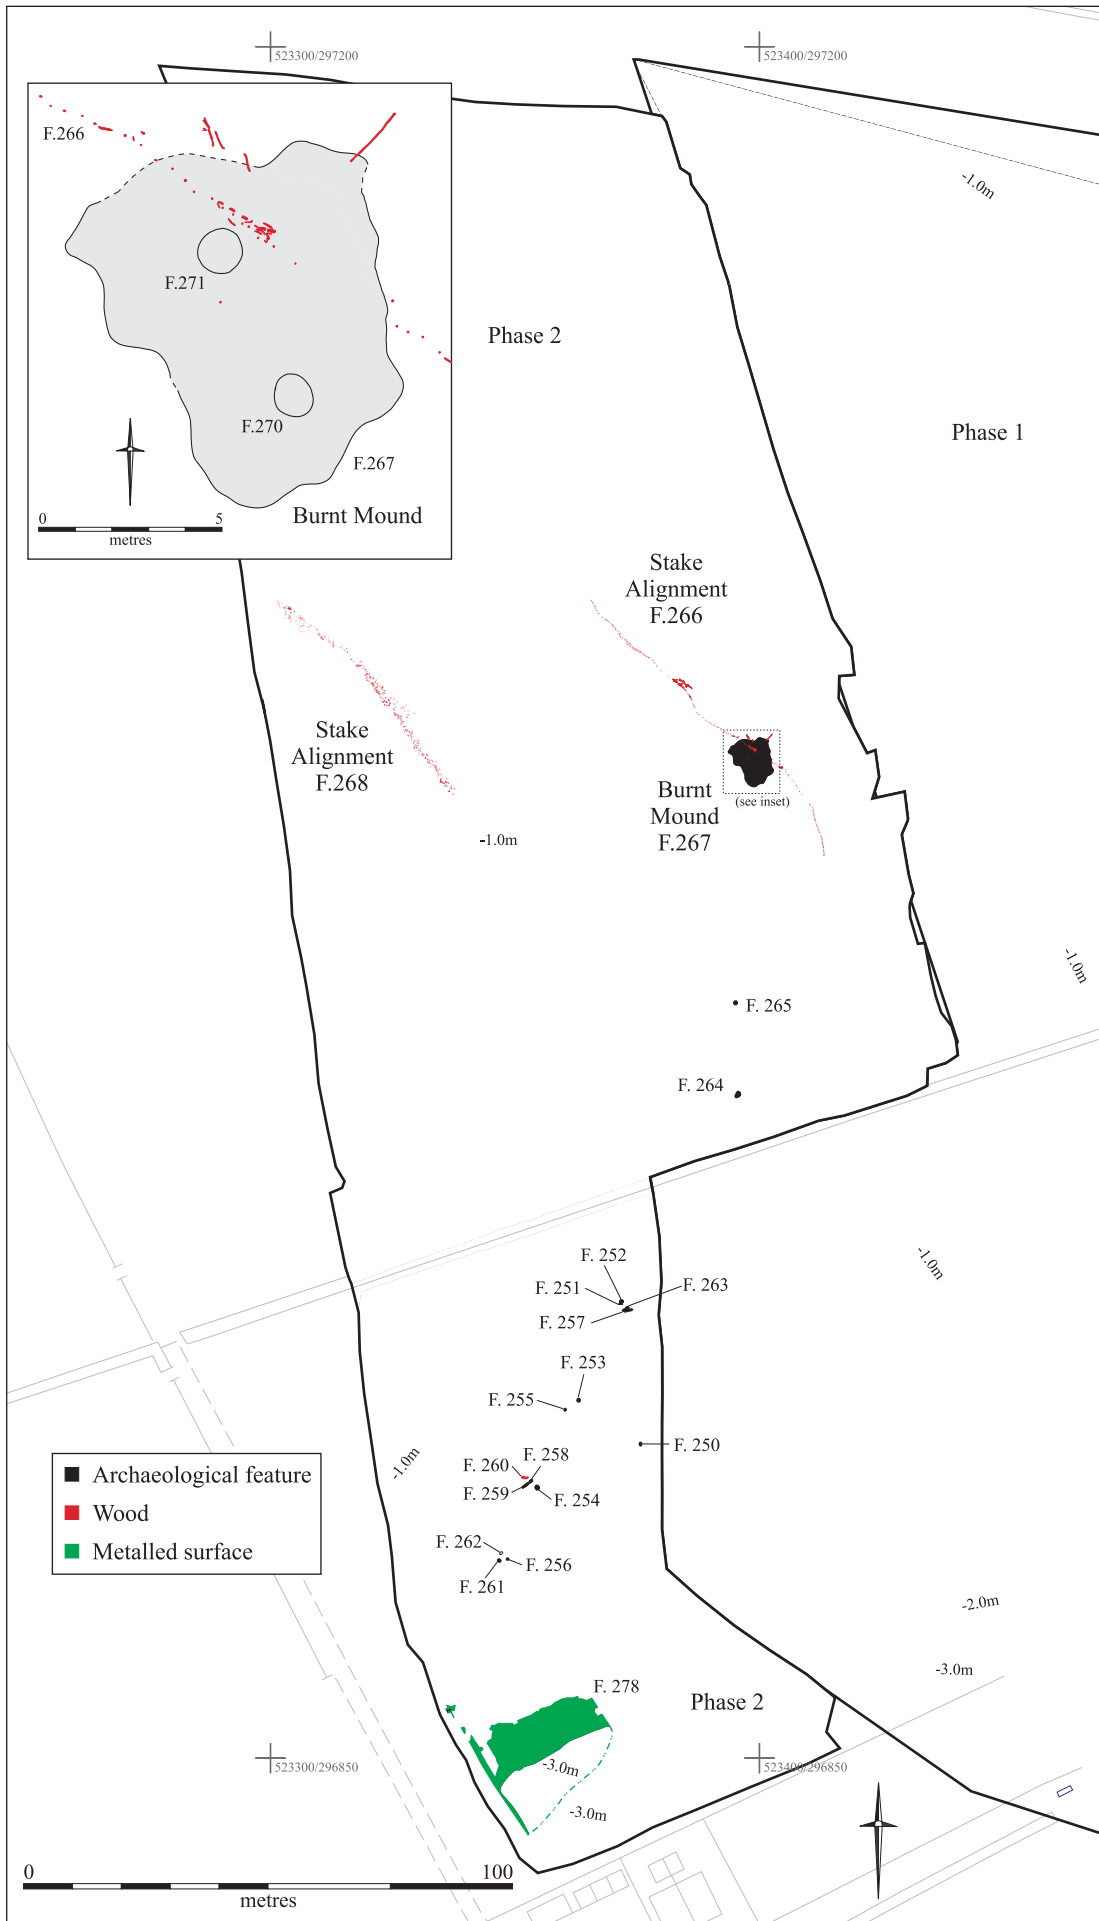 523300/297200
523400/297200
F.266
F.271
F.270
F.267
Burnt Mound
0 5
metres
-1.0m
Phase 2
Phase 1
Stake
Alignment
F.266
Stake
Alignment
F.268
(see inset)
Burnt
Mound
F.267
-1.0m
-1.0m
F. 265
F. 264
F. 252
F. 251
F. 263
F. 257
-1.0m
F. 253
F. 255
F. 250
-1.0m
F. 258
F. 260
F. 259
F. 254
F. 262
F. 256
F. 261
Archaeological feature
Wood
Metalled surface
-2.0m
-3.0m
F. 278
Phase 2
523300/296850
-3.0m
523400/296850
-3.0m
0 100
metres